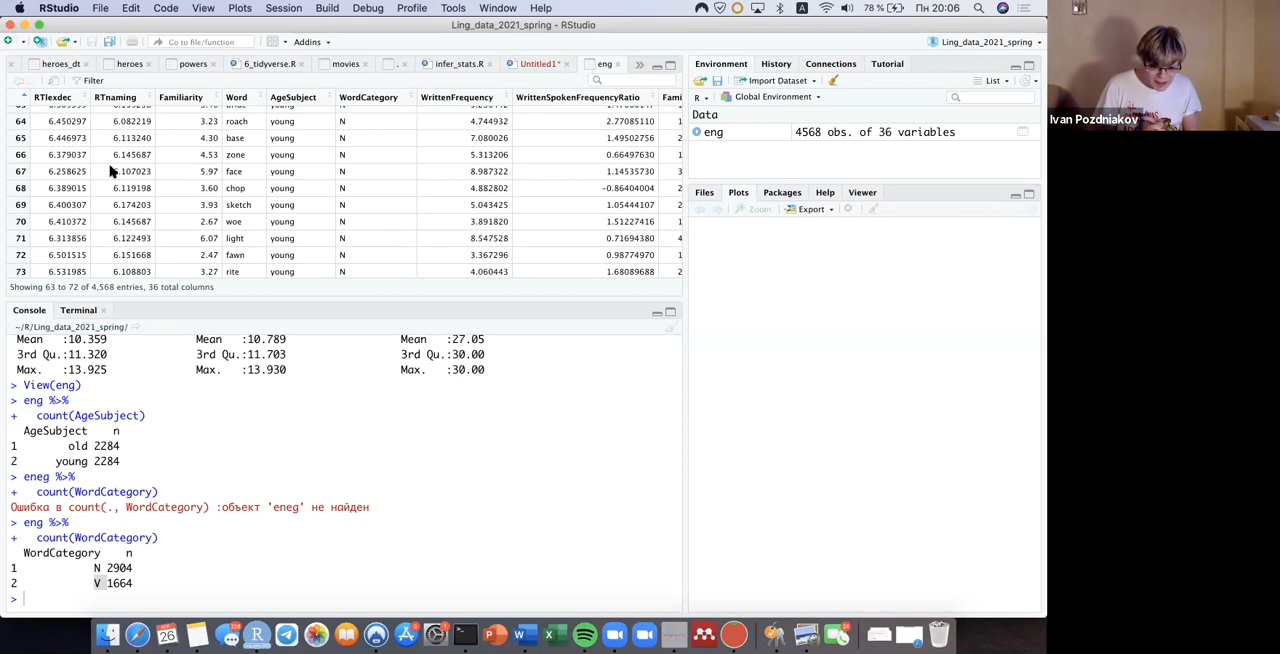 RStudio File Edit Code View Plots Session Build Debug Profile Tools Window Help 78 % Пн 20:06
Ling_data_2021_spring - RStudio
Go to file/function Addins Ling_data_2021_spring
heroes_dt heroes powers 6_tidyverse.R movies . infer_stats.R Untitled1* eng
Filter
RTlexdec RTnaming Familiarity Word AgeSubject WordCategory WrittenFrequency WrittenSpokenFrequencyRatio Fami
64 6.450297 6.082219 3.23 roach young N 4.744932 2.77085110 1
65 6.446973 6.113240 4.30 base young N 7.080026 1.49502756 2
66 6.379037 6.145687 4.53 zone young N 5.313206 0.66497630 1
67 6.258625 6.107023 5.97 face young N 8.987322 1.14535730 3
68 6.389015 6.119198 3.60 chop young N 4.882802 −0.86404004 2
69 6.400307 6.174203 3.93 sketch young N 5.043425 1.05444107 2
70 6.410372 6.145687 2.67 woe young N 3.891820 1.51227416 1
71 6.313856 6.122493 6.07 light young N 8.547528 0.71694380 4
72 6.501515 6.151668 2.47 fawn young N 3.367296 0.98774970 1
73 6.531985 6.108803 3.27 rite young N 4.060443 1.68089688 2
Showing 63 to 72 of 4,568 entries, 36 total columns
Console Terminal
~/R/Ling_data_2021_spring/
Mean :10.359 Mean :10.789 Mean :27.05
3rd Qu.:11.320 3rd Qu.:11.703 3rd Qu.:30.00
Max. :13.925 Max. :13.930 Max. :30.00
> View(eng)
> eng %>%
+ count(AgeSubject)
AgeSubject n
1 old 2284
2 young 2284
> eneg %>%
+ count(WordCategory)
Ошибка в count(., WordCategory) :объект 'eneg' не найден
> eng %>%
+ count(WordCategory)
WordCategory n
1 N 2904
2 V 1664
>
Environment History Connections Tutorial
Import Dataset List
R Global Environment
Data
eng 4568 obs. of 36 variables
Files Plots Packages Help Viewer
Zoom Export
Ivan Pozdniakov